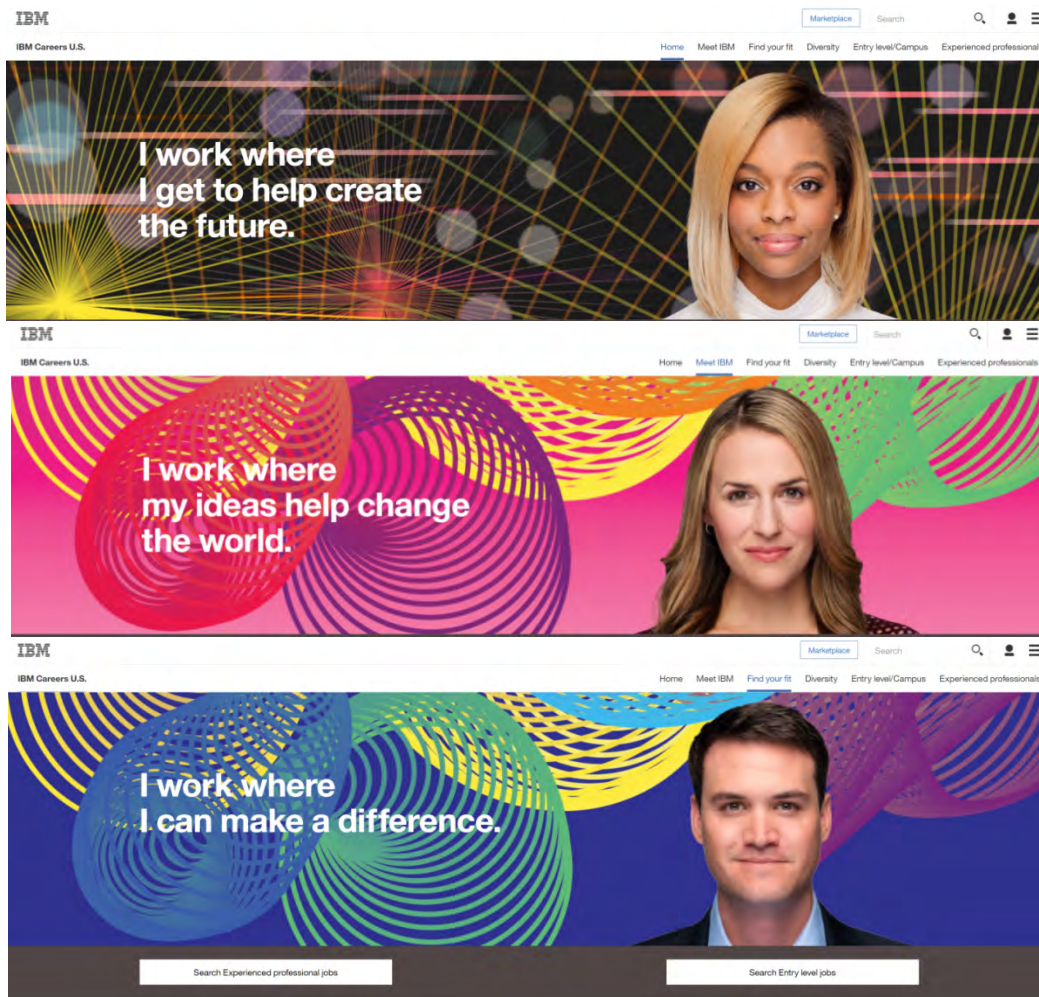 IBM
Marketplace Search
IBM Careers U.S.
Home Meet IBM Find your fit Diversity Entry level/Campus Experienced professional
I work where
I get to help create
the future.
IBM
Marketplace Search
IBM Careers U.S.
Home Meet IBM Find your fit Diversity Entry level/Campus Experienced professionals
I work where
my ideas help change
the world.
IBM
Marketplace Search
IBM Careers U.S.
Home Meet IBM Find your fit Diversity Entry level/Campus Experienced professionals
I work where
I can make a difference.
Search Experienced professional jobs
Search Entry level jobs